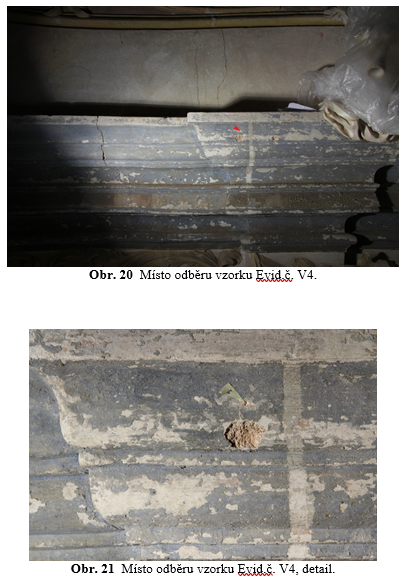 Obr. 20 Místo odběru vzorku Evid.č. V4.
Obr. 21 Místo odběru vzorku Evid.č. V4, detail.